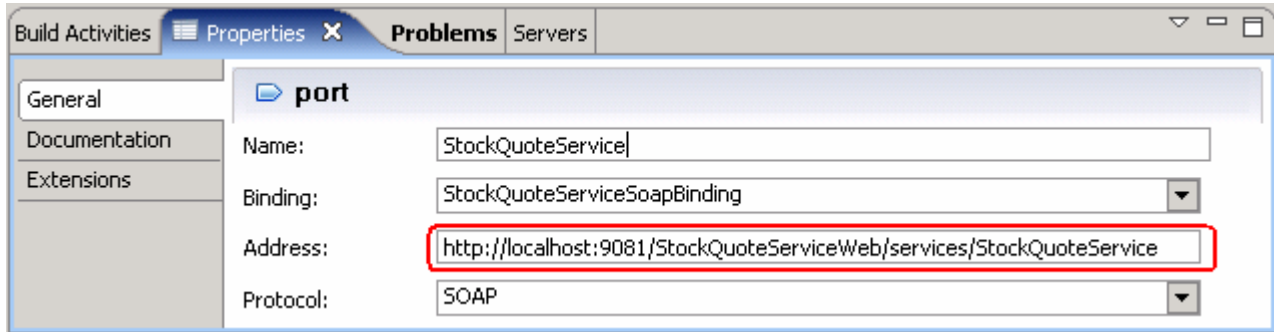 Build Activities Properties Problems Servers
General
Documentation
Extensions
port
Name: StockQuoteService
Binding: StockQuoteServiceSoapBinding
Address: http://localhost:9081/StockQuoteServiceWeb/services/StockQuoteService
Protocol: SOAP